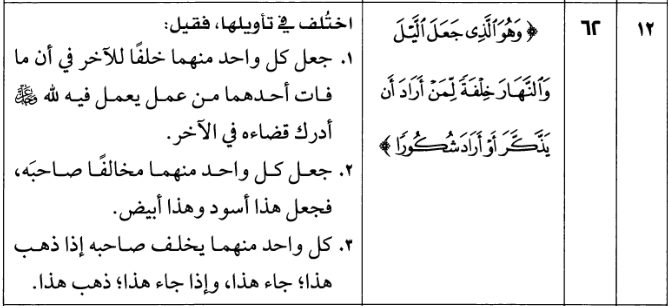 ١٢
٦٢
﴿ وَهُوَ ٱلَّذِى جَعَلَ ٱلَّيْلَ
وَٱلنَّهَارَ خِلْفَةً لِّمَنْ أَرَادَ أَن
يَذَّكَّرَ أَوْ أَرَادَ شُكُورًا ﴾
اختُلف في تأويلها، فقيل:
١. جعل كل واحد منهما خلفًا للآخر في أن ما
فات أحدهما من عمل يعمل فيه لله ﷻ
أدرك قضاءه في الآخر.
٢. جعل كل واحد منهما مخالفًا صاحبَه،
فجعل هذا أسود وهذا أبيض.
٣. كل واحد منهما يخلف صاحبه إذا ذهب
هذا؛ جاء هذا، وإذا جاء هذا؛ ذهب هذا.